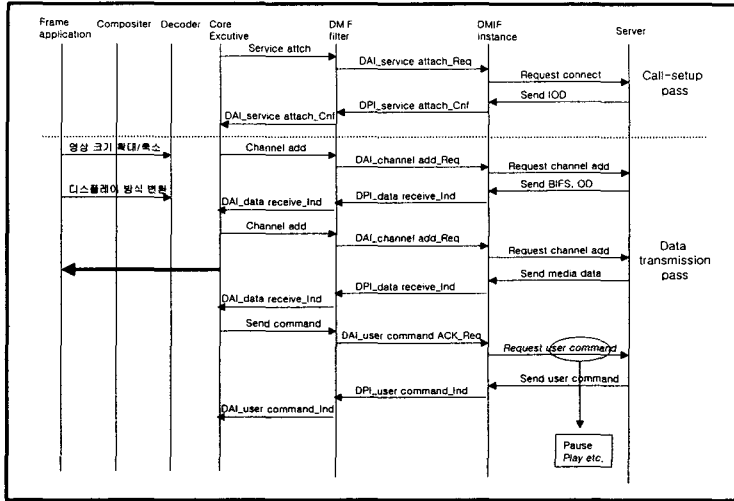 Frame application
Compositer
Decoder
Core Excutive
DMIF filter
DMIF instance
Server
Service attch
DAI_service attach_Req
Request connect
Send IOD
DPI_service attach_Cnf
DAI_service attach_Cnf
Call-setup pass
영상 크기 확대/축소
Channel add
DAI_channel add_Req
Request channel add
디스플레이 방식 변환
Send BIFS, OD
DPI_data receive_Ind
DAI_data receive_Ind
Channel add
DAI_channel add_Req
Request channel add
Data transmission pass
Send media data
DPI_data receive_Ind
DAI_data receive_Ind
Send command
DAI_user command ACK_Req
Request user command
Send user command
DPI_user command_Ind
DAI_user command_Ind
Pause
Play etc.